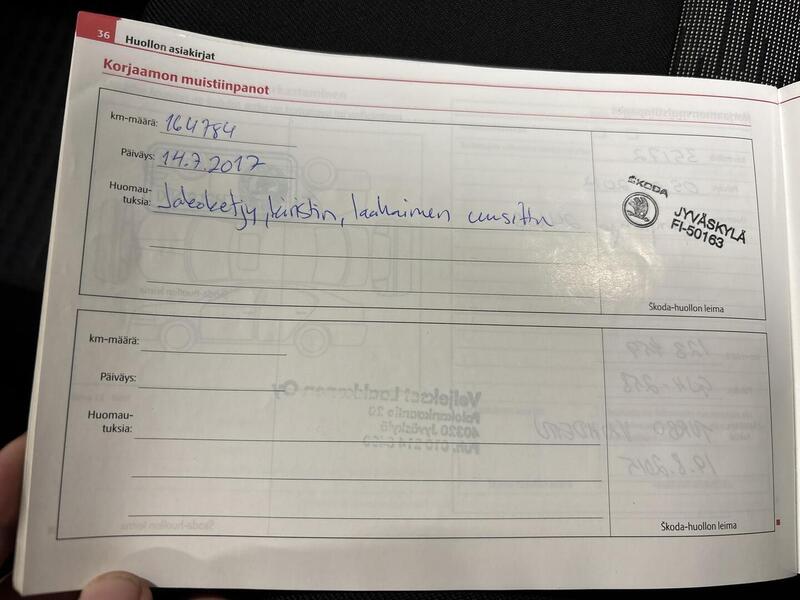 36 Huollon asiakirjat
Korjaamon muistiinpanot
km-määrä: 164784
Päiväys: 14.7.2017
Huomau-
tuksia: Jakoketju, kiristin, laahaimen uusittu
ŠKODA
JYVÄSKYLÄ
FI-50163
Škoda-huollon leima
km-määrä:
Päiväys:
Huomau-
tuksia:
Škoda-huollon leima